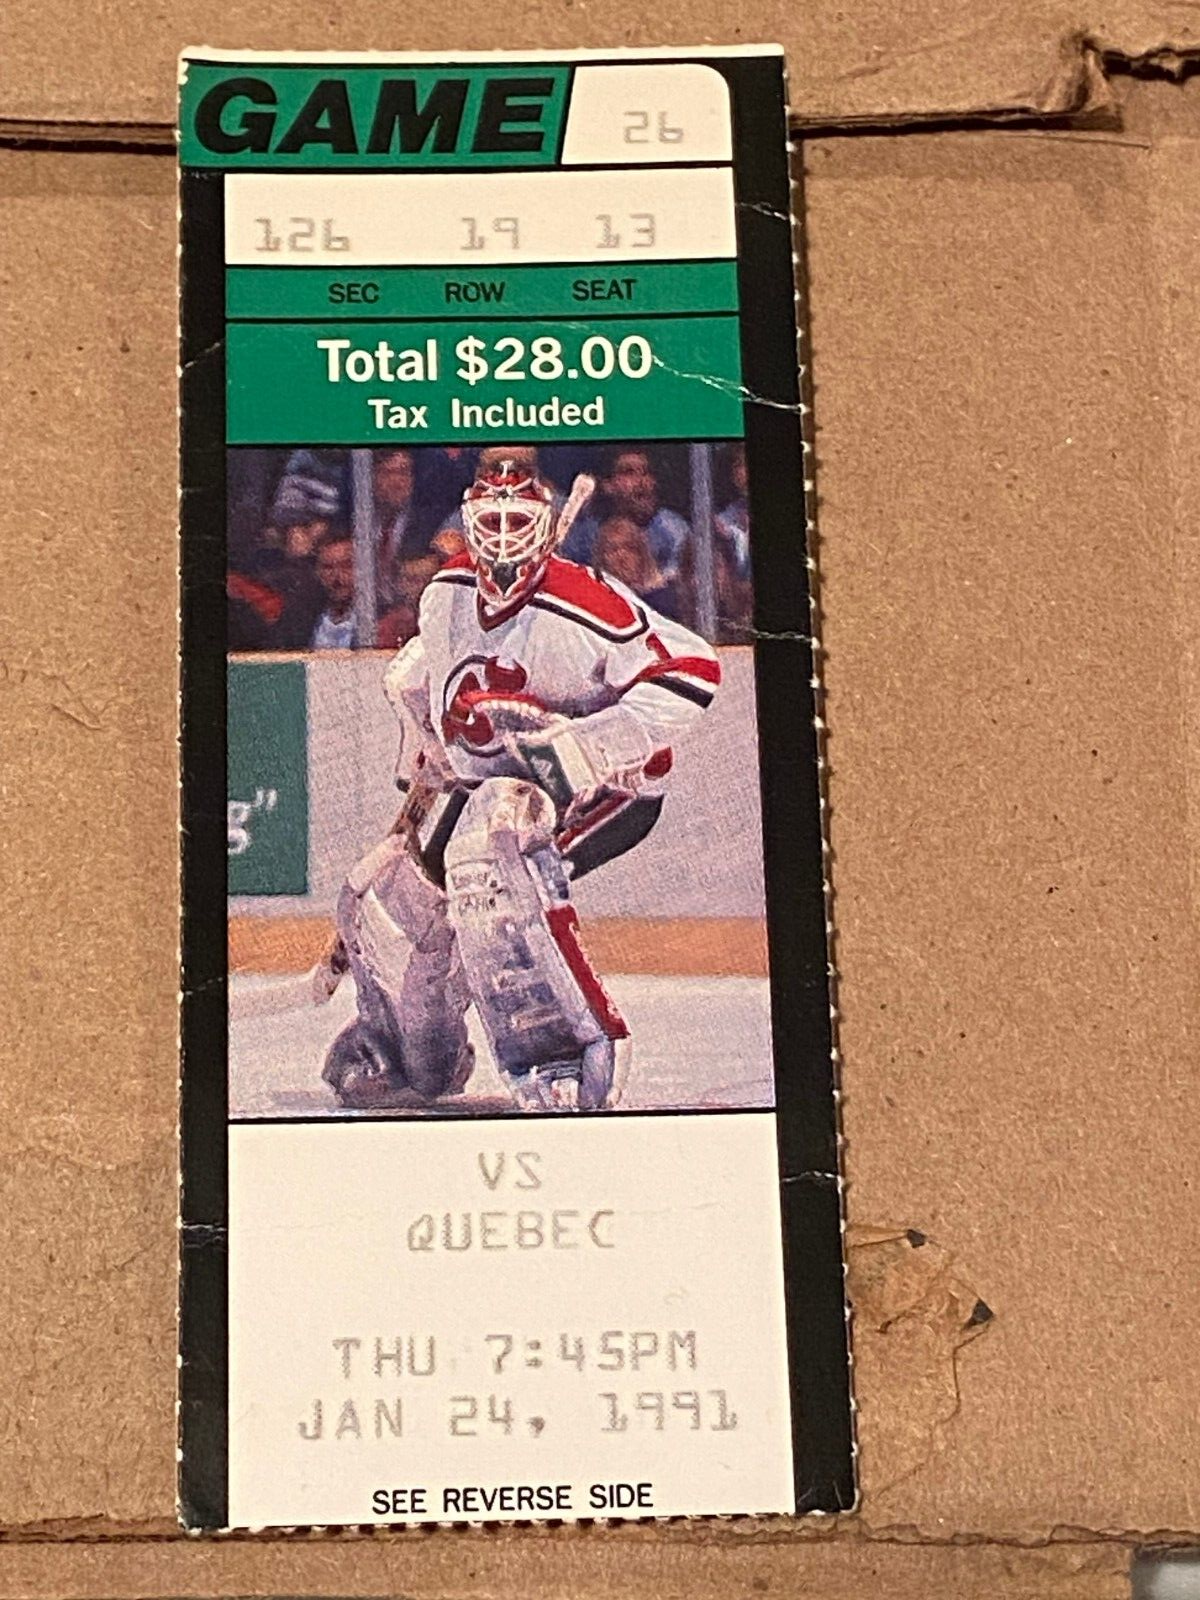 GAME 26
126 19 13
SEC ROW SEAT
Total $28.00
Tax Included
g"
VS
QUEBEC
THU 7:45PM
JAN 24, 1991
SEE REVERSE SIDE